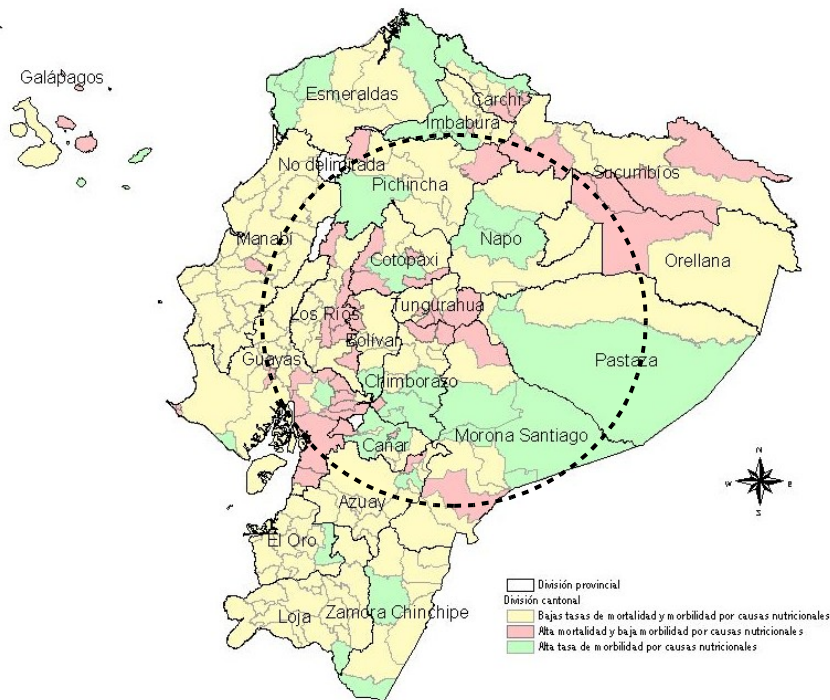 Galápagos
Esmeraldas
Carchi
Imbabura
No delimitada
Sucumbíos
Pichincha
Manabí
Napo
Cotopaxi
Orellana
Los Ríos
Tungurahua
Bolívar
Guayas
Pastaza
Chimborazo
Morona Santiago
Cañar
N
W
E
S
Azuay
El Oro
Loja
Zamora Chinchipe
División provincial
División cantonal
Bajas tasas de mortalidad y morbilidad por causas nutricionales
Alta mortalidad y baja morbilidad por causas nutricionales
Alta tasa de morbilidad por causas nutricionales